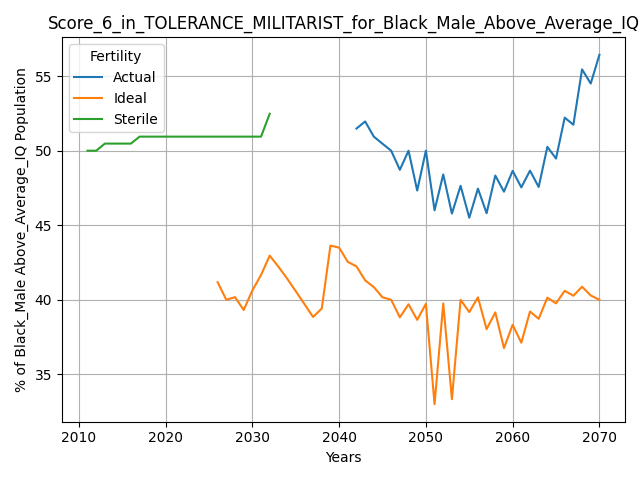 Score_6_in_TOLERANCE_MILITARIST_for_Black_Male_Above_Average_IQ
Fertility
Actual
Ideal
Sterile
% of Black_Male Above_Average_IQ Population
55
50
45
40
35
2010 2020 2030 2040 2050 2060 2070
Years